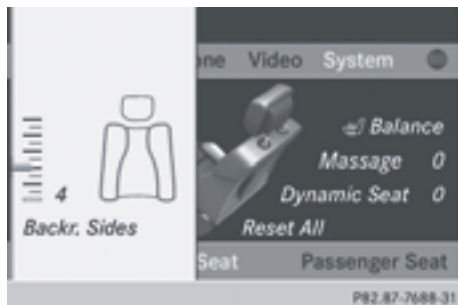 one Video System
Balance
Massage 0
4 Dynamic Seat 0
Backr. Sides Reset All
Seat Passenger Seat
P82.87-7688-31